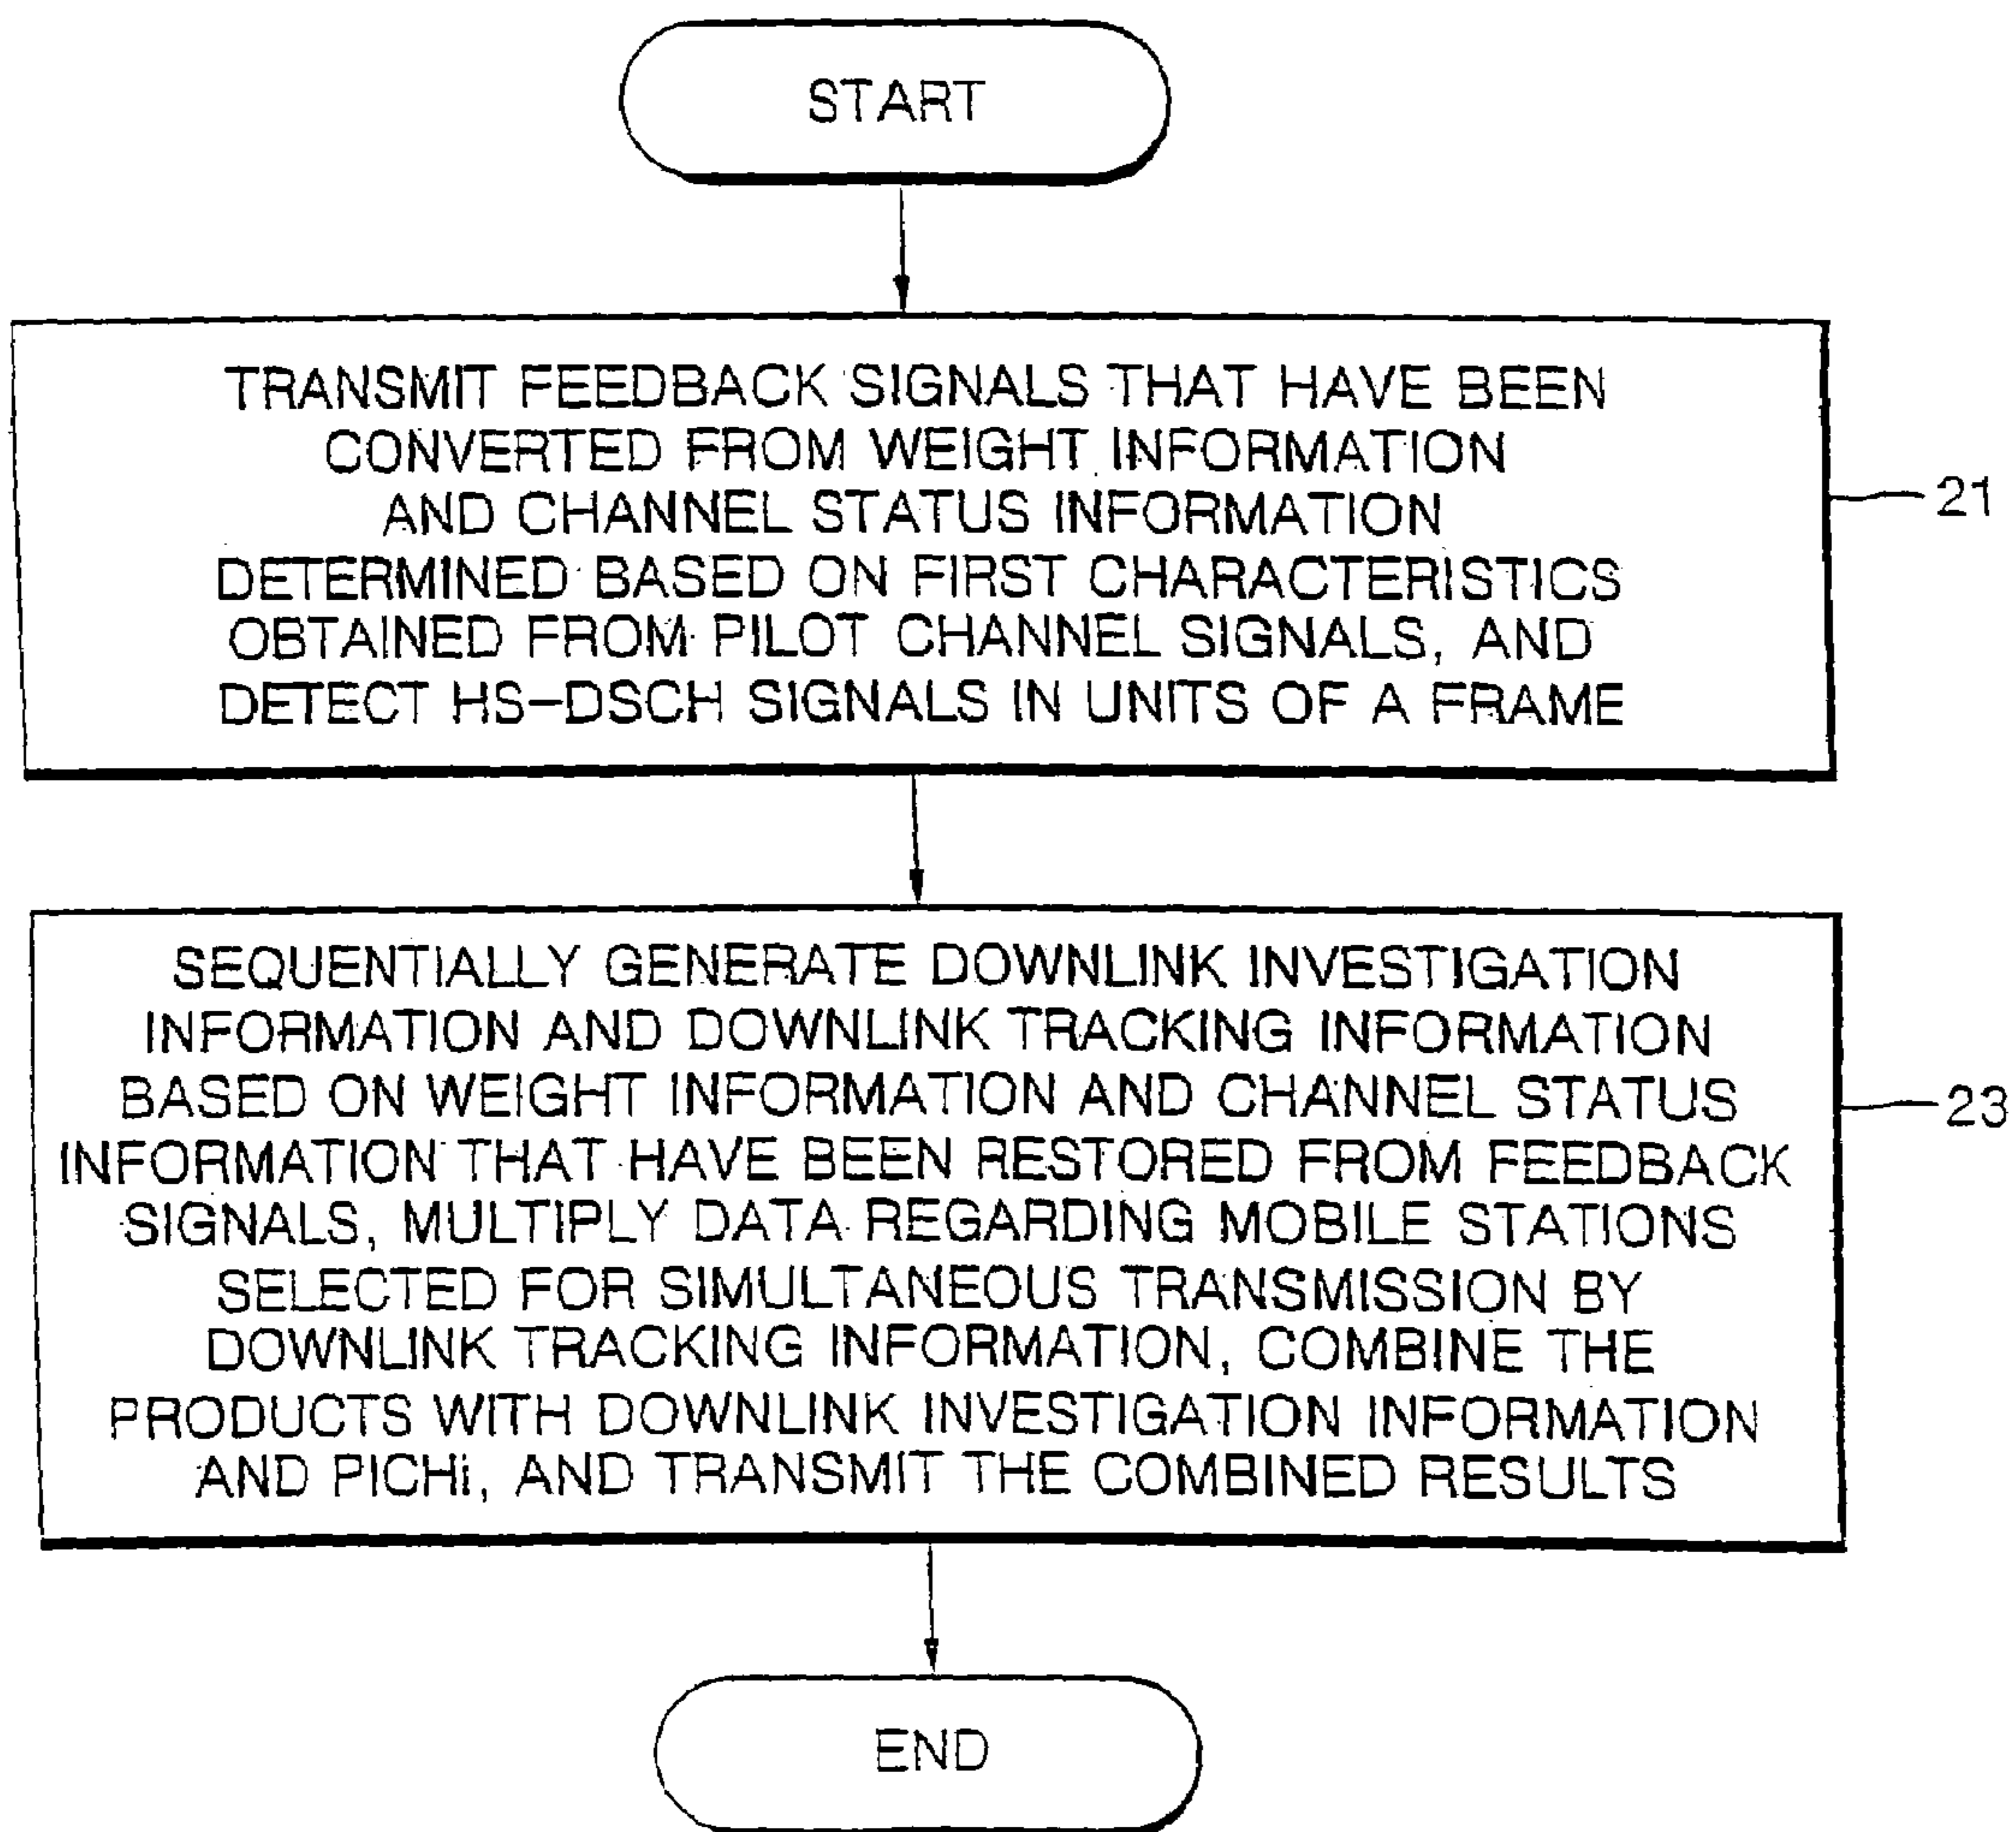 START
TRANSMIT FEEDBACK SIGNALS THAT HAVE BEEN
CONVERTED FROM WEIGHT INFORMATION
AND CHANNEL STATUS INFORMATION
DETERMINED BASED ON FIRST CHARACTERISTICS
OBTAINED FROM PILOT CHANNEL SIGNALS, AND
DETECT HS-DSCH SIGNALS IN UNITS OF A FRAME
21
SEQUENTIALLY GENERATE DOWNLINK INVESTIGATION
INFORMATION AND DOWNLINK TRACKING INFORMATION
BASED ON WEIGHT INFORMATION AND CHANNEL STATUS
INFORMATION THAT HAVE BEEN RESTORED FROM FEEDBACK
SIGNALS, MULTIPLY DATA REGARDING MOBILE STATIONS
SELECTED FOR SIMULTANEOUS TRANSMISSION BY
DOWNLINK TRACKING INFORMATION, COMBINE THE
PRODUCTS WITH DOWNLINK INVESTIGATION INFORMATION
AND PICHi, AND TRANSMIT THE COMBINED RESULTS
23
END